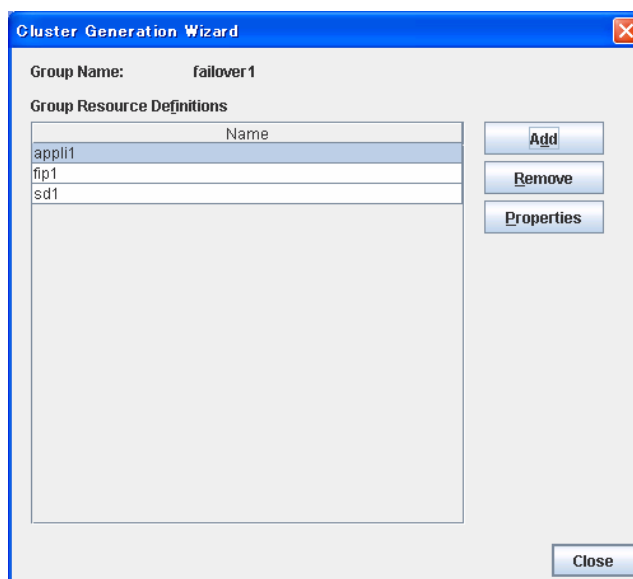 Cluster Generation Wizard
Group Name: failover1
Group Resource Definitions
Name
appli1
fip1
sd1
Add
Remove
Properties
Close